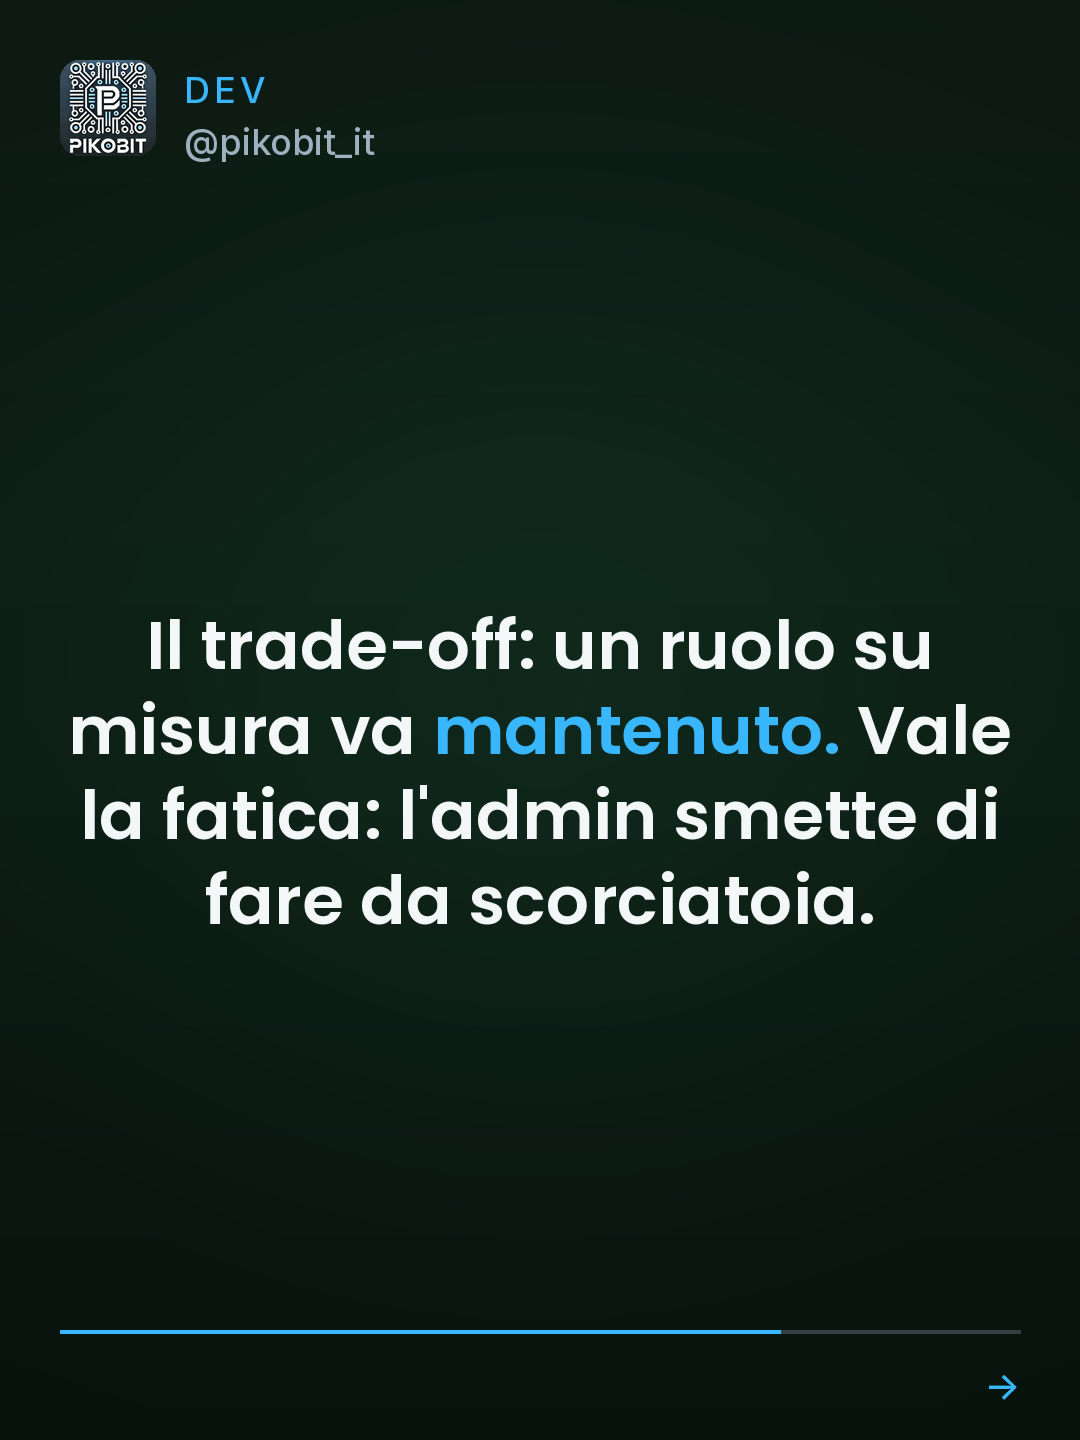 PIKOBIT
DEV
@pikobit_it
Il trade-off: un ruolo su
misura va mantenuto. Vale
la fatica: l'admin smette di
fare da scorciatoia.
→